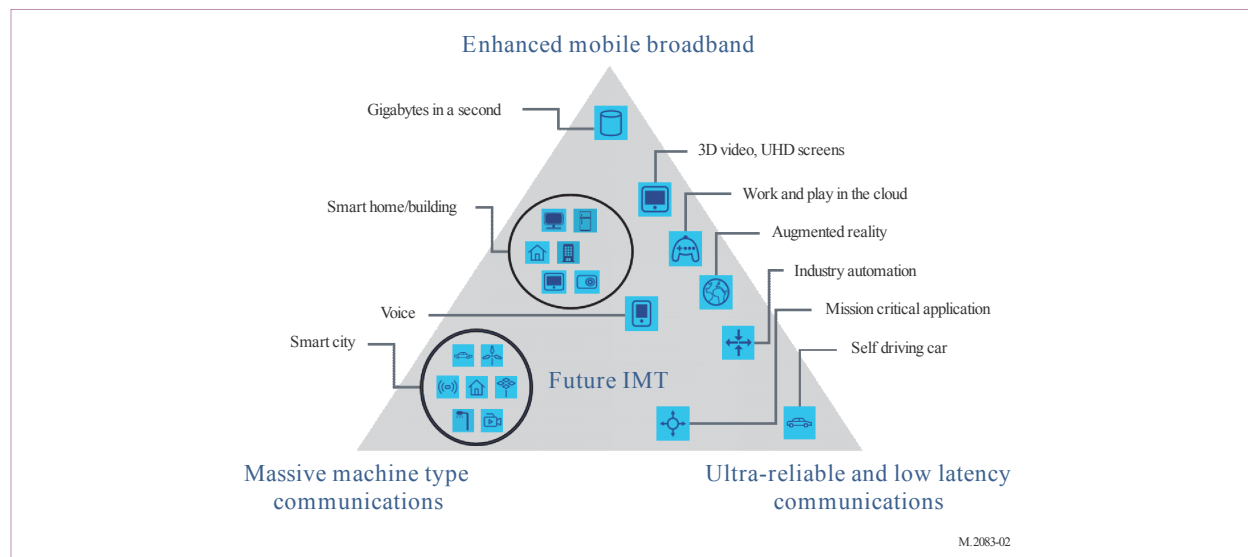 Enhanced mobile broadband
Gigabytes in a second
3D video, UHD screens
Work and play in the cloud
Smart home/building
Augmented reality
Industry automation
Mission critical application
Voice
Smart city
Self driving car
Future IMT
Massive machine type
communications
Ultra-reliable and low latency
communications
M.2083-02